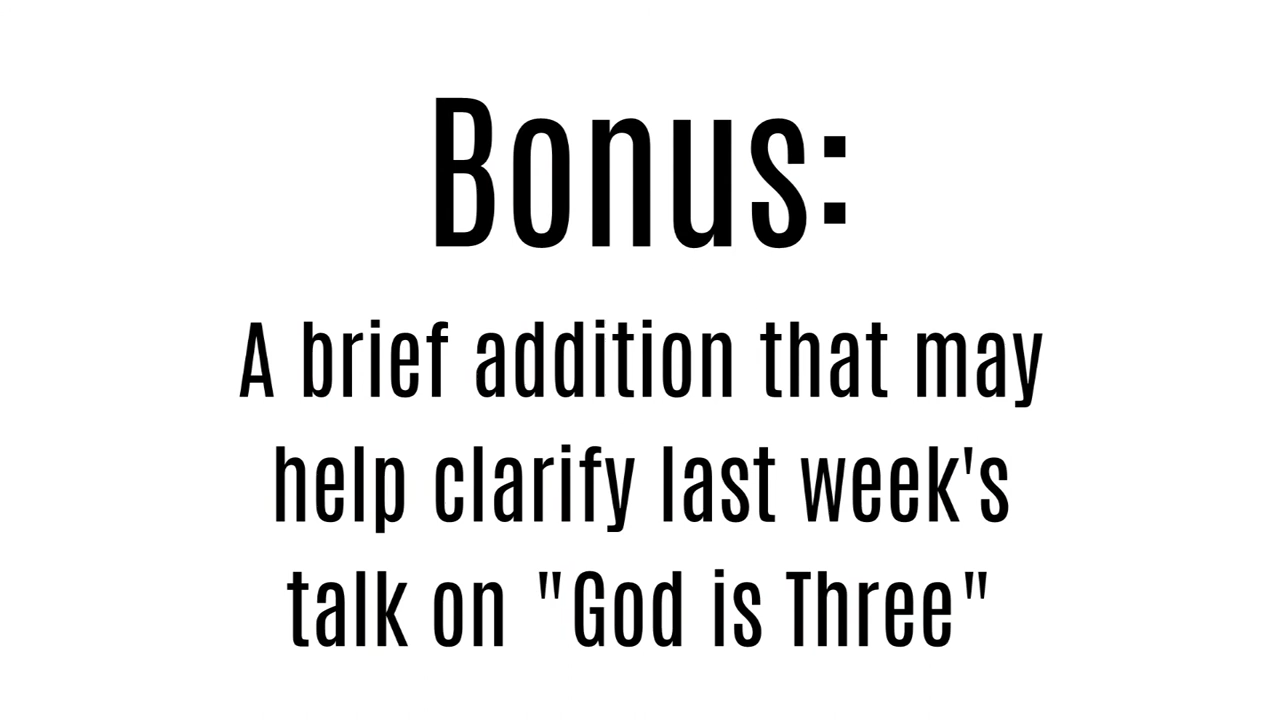 Bonus:
A brief addition that may
help clarify last week's
talk on "God is Three"